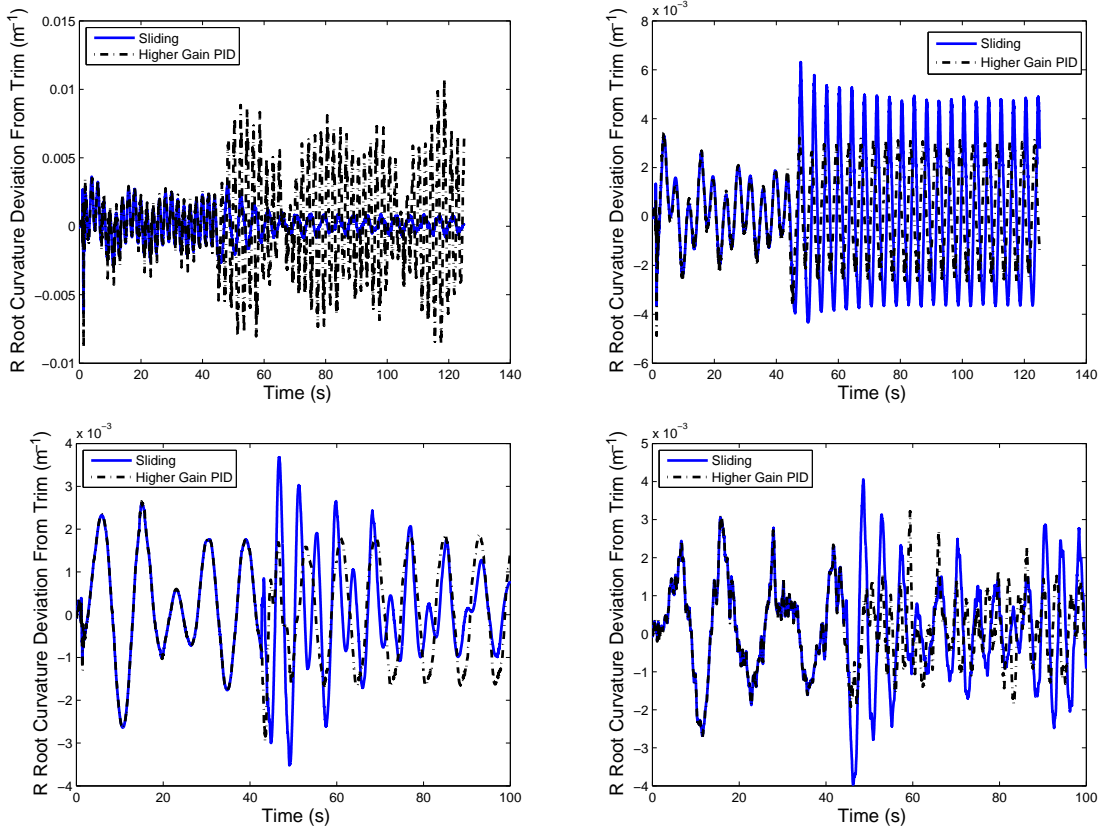 R Root Curvature Deviation From Trim (m⁻¹)
0.015
0.01
0.005
0
−0.005
−0.01
0 20 40 60 80 100 120 140
Time (s)
Sliding
Higher Gain PID
x 10⁻³
R Root Curvature Deviation From Trim (m⁻¹)
8
6
4
2
0
−2
−4
−6
0 20 40 60 80 100 120 140
Time (s)
Sliding
Higher Gain PID
x 10⁻³
R Root Curvature Deviation From Trim (m⁻¹)
4
3
2
1
0
−1
−2
−3
−4
0 20 40 60 80 100
Time (s)
Sliding
Higher Gain PID
x 10⁻³
R Root Curvature Deviation From Trim (m⁻¹)
5
4
3
2
1
0
−1
−2
−3
−4
0 20 40 60 80 100
Time (s)
Sliding
Higher Gain PID